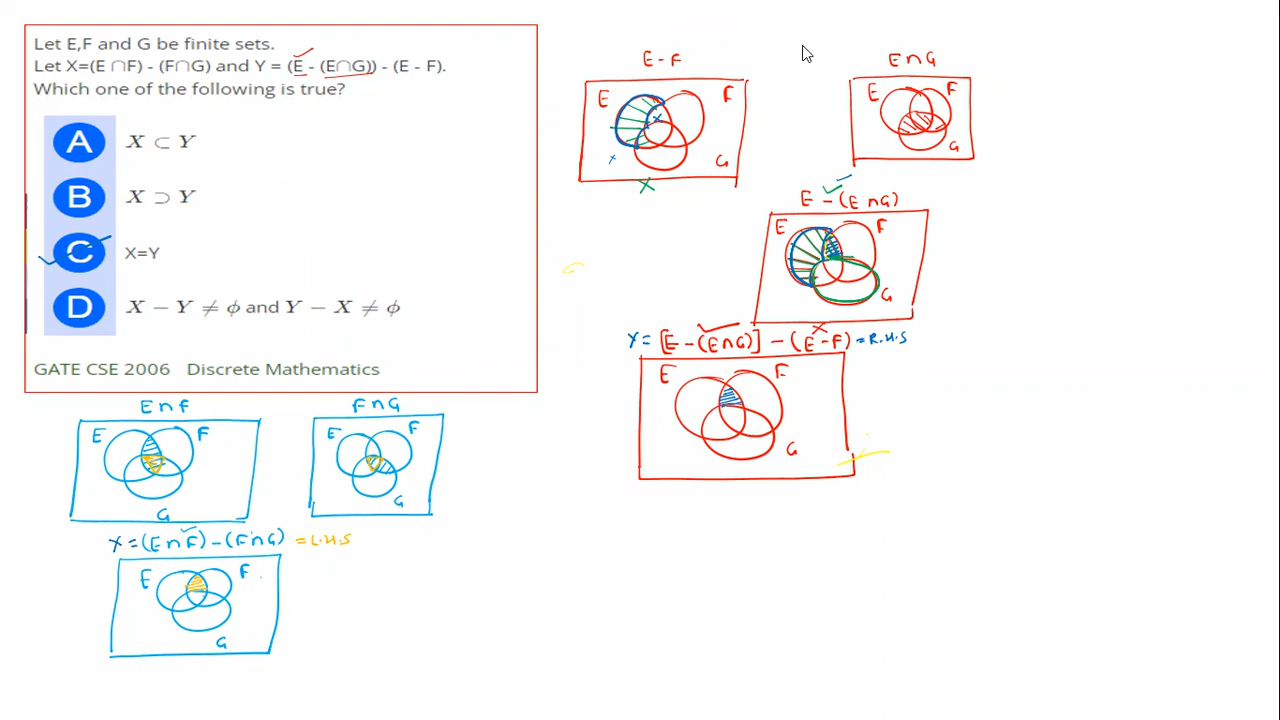 Let E,F and G be finite sets.
Let X=(E ∩F) - (F∩G) and Y = (E - (E∩G)) - (E - F).
Which one of the following is true?
A X ⊂ Y
B X ⊃ Y
C X=Y
D X − Y ≠ ϕ and Y − X ≠ ϕ
GATE CSE 2006 Discrete Mathematics
E n F
E F
G
F n G
E F
G
X = (E n F) - (F n G) = L.H.S
E F
G
E - F
E F
G
E n G
E F
G
E - (E n G)
E F
G
Y = [E - (E n G)] - (E - F) = R.H.S
E F
G